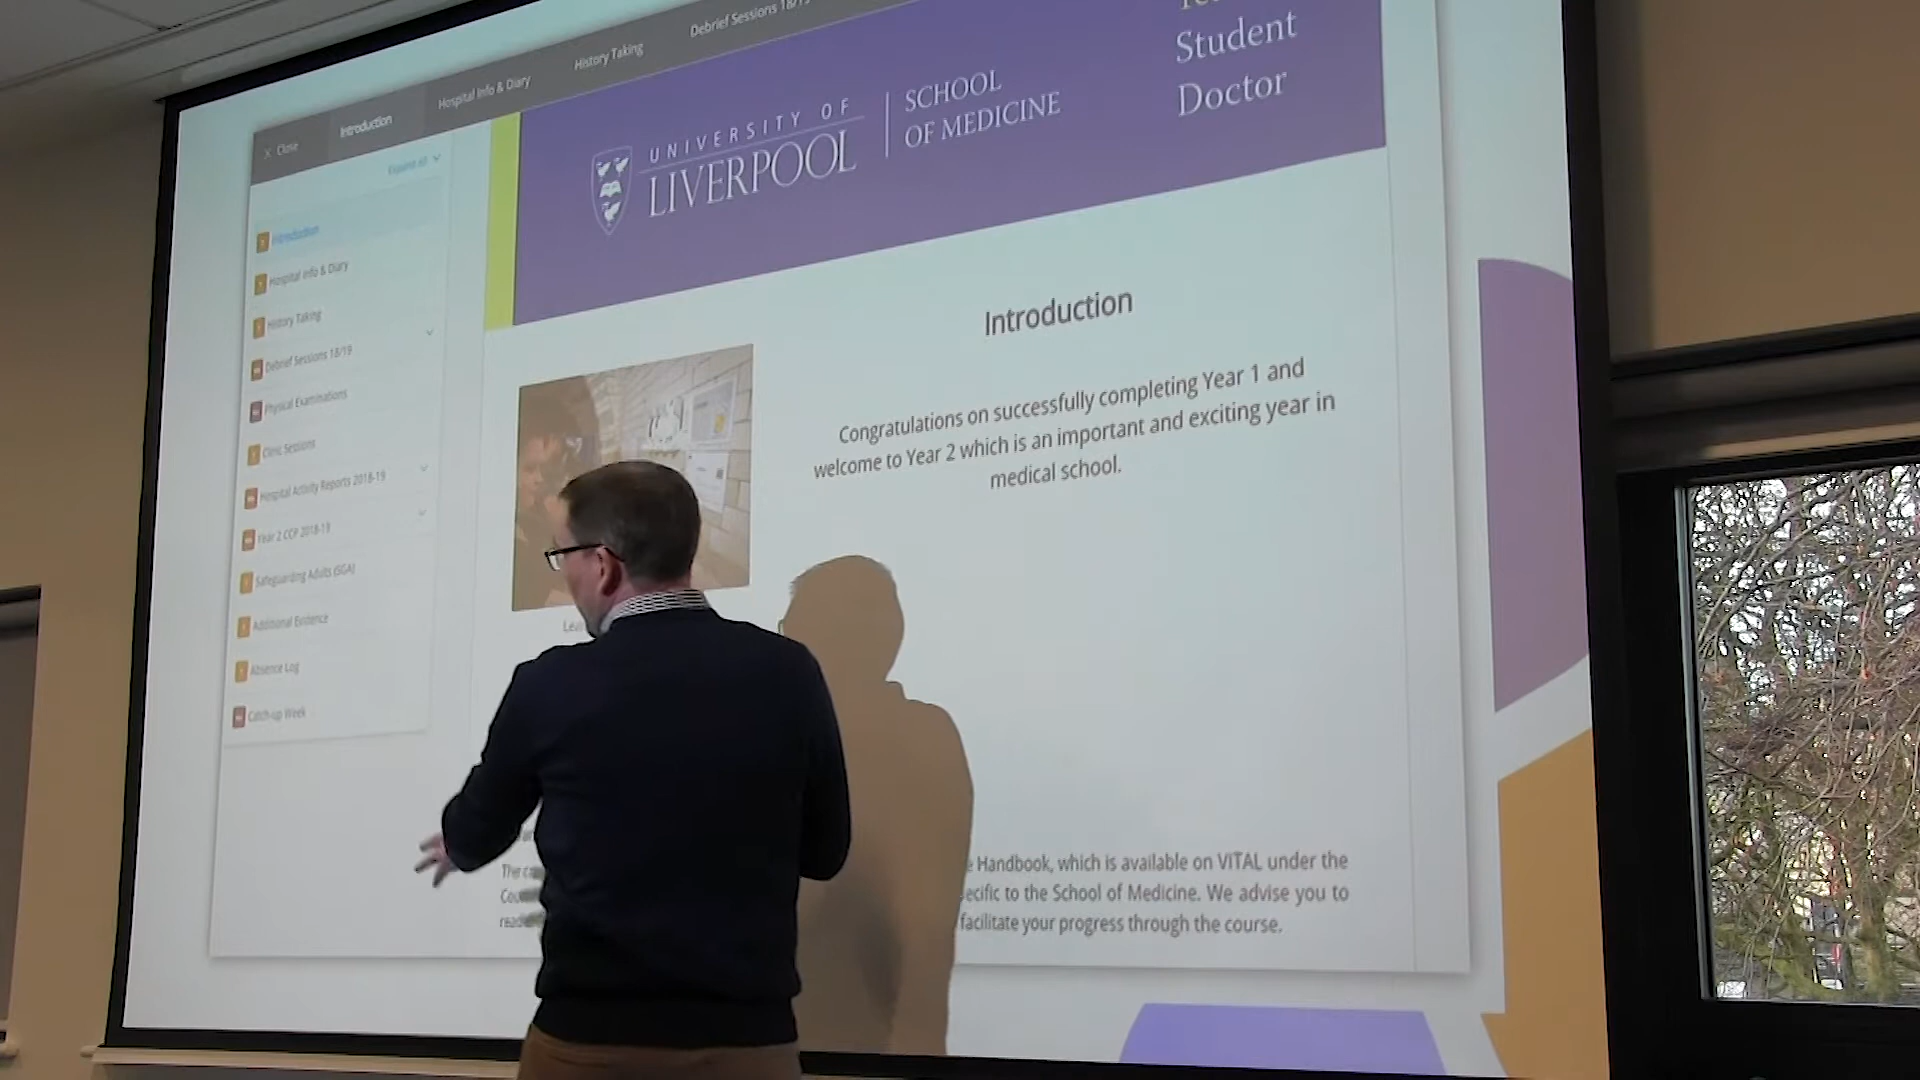 Close
Introduction
Hospital Info & Diary
History Taking
Debrief Sessions 18/19
Expand all
Introduction
Hospital Info & Diary
History Taking
Debrief Sessions 18/19
Physical Examinations
Clinic Sessions
Hospital Activity Reports 2018-19
Year 2 CCP 2018-19
Safeguarding Adults (SGA)
Additional Evidence
Absence Log
Catch-up Week
UNIVERSITY OF
LIVERPOOL
SCHOOL
OF MEDICINE
Student
Doctor
Introduction
Congratulations on successfully completing Year 1 and
welcome to Year 2 which is an important and exciting year in
medical school.
Handbook, which is available on VITAL under the
to the School of Medicine. We advise you to
facilitate your progress through the course.